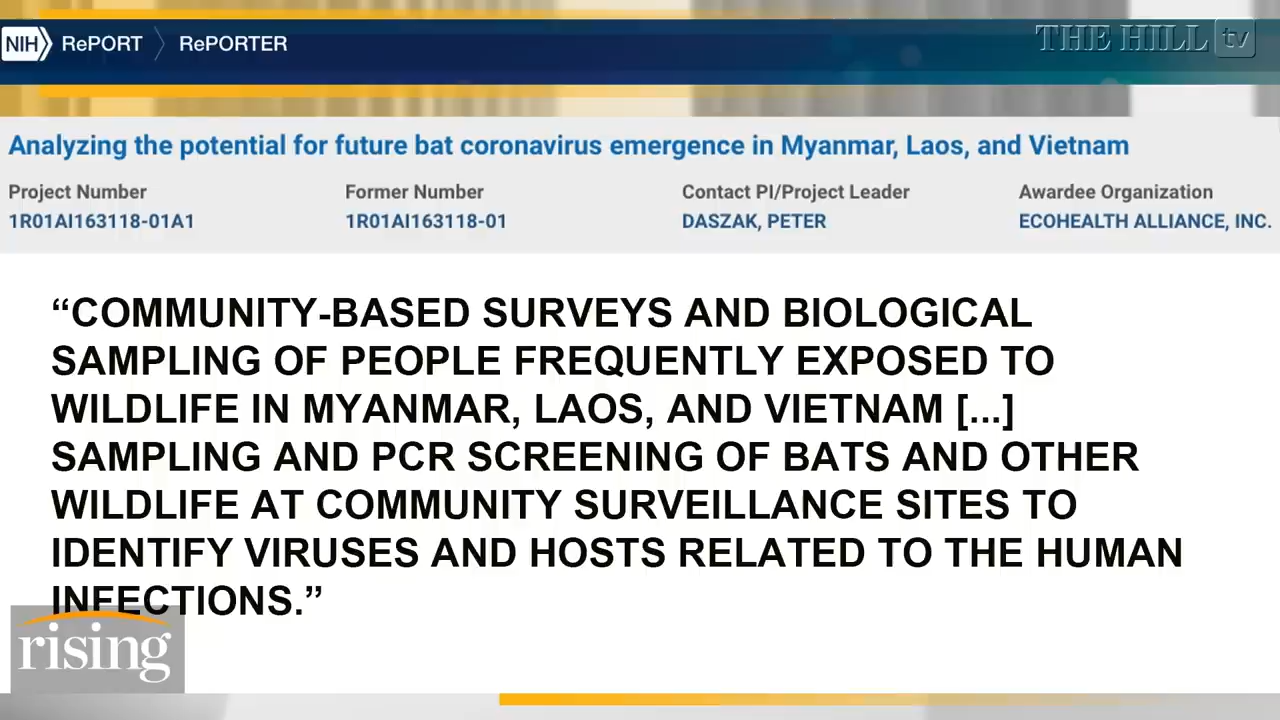 NIH RePORT RePORTER
THE HILL tv
Analyzing the potential for future bat coronavirus emergence in Myanmar, Laos, and Vietnam
Project Number Former Number Contact PI/Project Leader Awardee Organization
1R01AI163118-01A1 1R01AI163118-01 DASZAK, PETER ECOHEALTH ALLIANCE, INC.
“COMMUNITY-BASED SURVEYS AND BIOLOGICAL
SAMPLING OF PEOPLE FREQUENTLY EXPOSED TO
WILDLIFE IN MYANMAR, LAOS, AND VIETNAM [...]
SAMPLING AND PCR SCREENING OF BATS AND OTHER
WILDLIFE AT COMMUNITY SURVEILLANCE SITES TO
IDENTIFY VIRUSES AND HOSTS RELATED TO THE HUMAN
INFECTIONS.”
rising